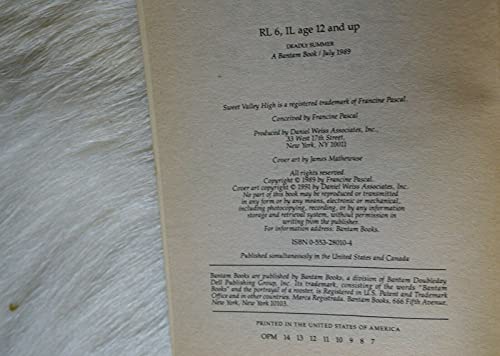 RL 6, IL age 12 and up
DEADLY SUMMER
A Bantam Book / July 1989
Sweet Valley High is a registered trademark of Francine Pascal.
Conceived by Francine Pascal
Produced by Daniel Weiss Associates, Inc.,
33 West 17th Street,
New York, NY 10011
Cover art by James Mathewuse
All rights reserved
Copyright © 1989 by Francine Pascal.
Cover art copyright © 1991 by Daniel Weiss Associates, Inc.
No part of this book may be reproduced or transmitted
in any form or by any means, electronic or mechanical,
including photocopying, recording, or by any information
storage and retrieval system, without permission in
writing from the publisher.
For information address: Bantam Books.
ISBN 0-553-28010-4
Published simultaneously in the United States and Canada
Bantam Books are published by Bantam Books, a division of Bantam Doubleday
Dell Publishing Group, Inc. Its trademark, consisting of the words "Bantam
Books" and the portrayal of a rooster, is Registered in U.S. Patent and Trademark
Office and in other countries. Marca Registrada. Bantam Books, 666 Fifth Avenue,
New York, New York 10103.
PRINTED IN THE UNITED STATES OF AMERICA
OPM 14 13 12 11 10 9 8 7